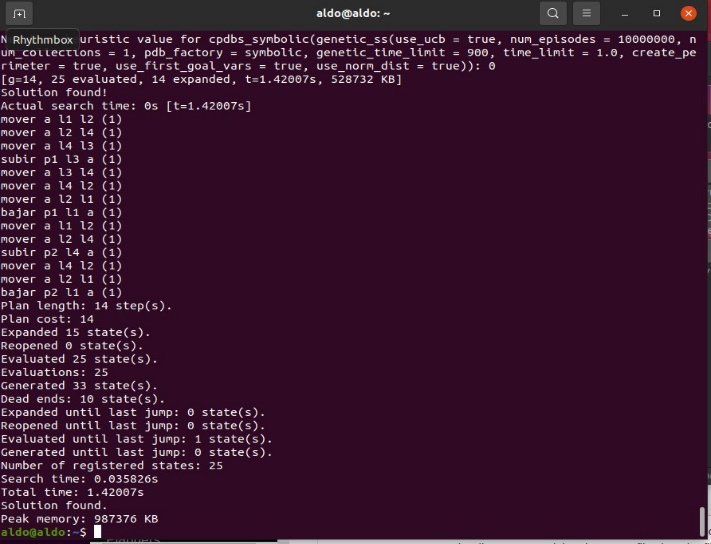 aldo@aldo: ~
Rhythmbox
uristic value for cpdbs_symbolic(genetic_ss(use_ucb = true, num_episodes = 10000000, n
um_collections = 1, pdb_factory = symbolic, genetic_time_limit = 900, time_limit = 1.0, create_pe
rimeter = true, use_first_goal_vars = true, use_norm_dist = true)): 0
[g=14, 25 evaluated, 14 expanded, t=1.42007s, 528732 KB]
Solution found!
Actual search time: 0s [t=1.42007s]
mover a l1 l2 (1)
mover a l2 l4 (1)
mover a l4 l3 (1)
subir p1 l3 a (1)
mover a l3 l4 (1)
mover a l4 l2 (1)
mover a l2 l1 (1)
bajar p1 l1 a (1)
mover a l1 l2 (1)
mover a l2 l4 (1)
subir p2 l4 a (1)
mover a l4 l2 (1)
mover a l2 l1 (1)
bajar p2 l1 a (1)
Plan length: 14 step(s).
Plan cost: 14
Expanded 15 state(s).
Reopened 0 state(s).
Evaluated 25 state(s).
Evaluations: 25
Generated 33 state(s).
Dead ends: 10 state(s).
Expanded until last jump: 0 state(s).
Reopened until last jump: 0 state(s).
Evaluated until last jump: 1 state(s).
Generated until last jump: 0 state(s).
Number of registered states: 25
Search time: 0.035826s
Total time: 1.42007s
Solution found.
Peak memory: 987376 KB
aldo@aldo:~$